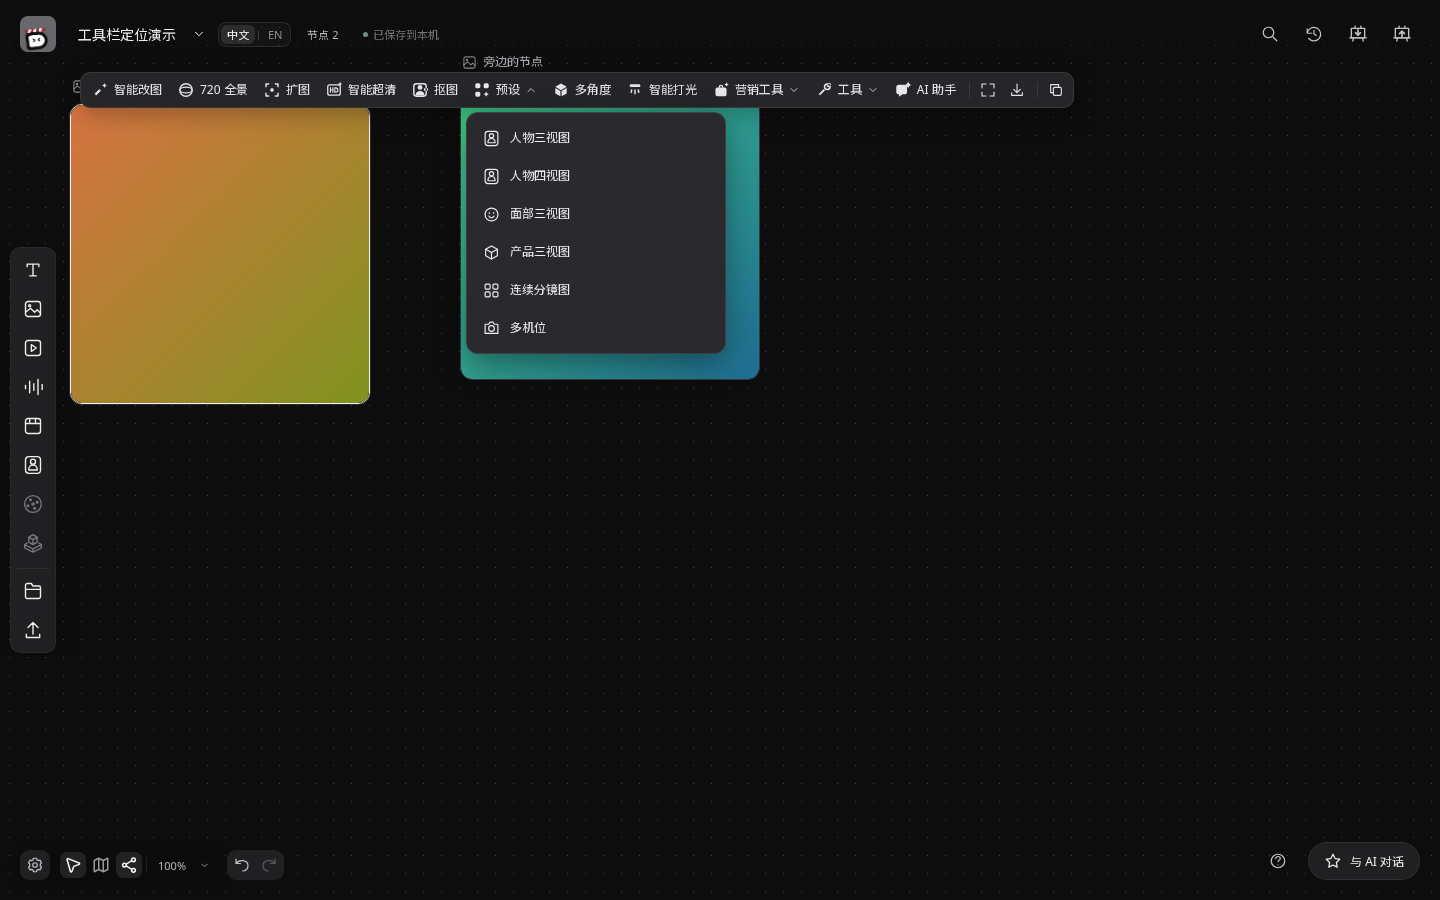 工具栏定位演示
中文 | EN
节点 2
已保存到本机
旁边的节点
智能改图
720 全景
扩图
HD 智能超清
抠图
预设
多角度
智能打光
营销工具
工具
AI 助手
人物三视图
人物四视图
面部三视图
产品三视图
连续分镜图
多机位
100%
与 AI 对话